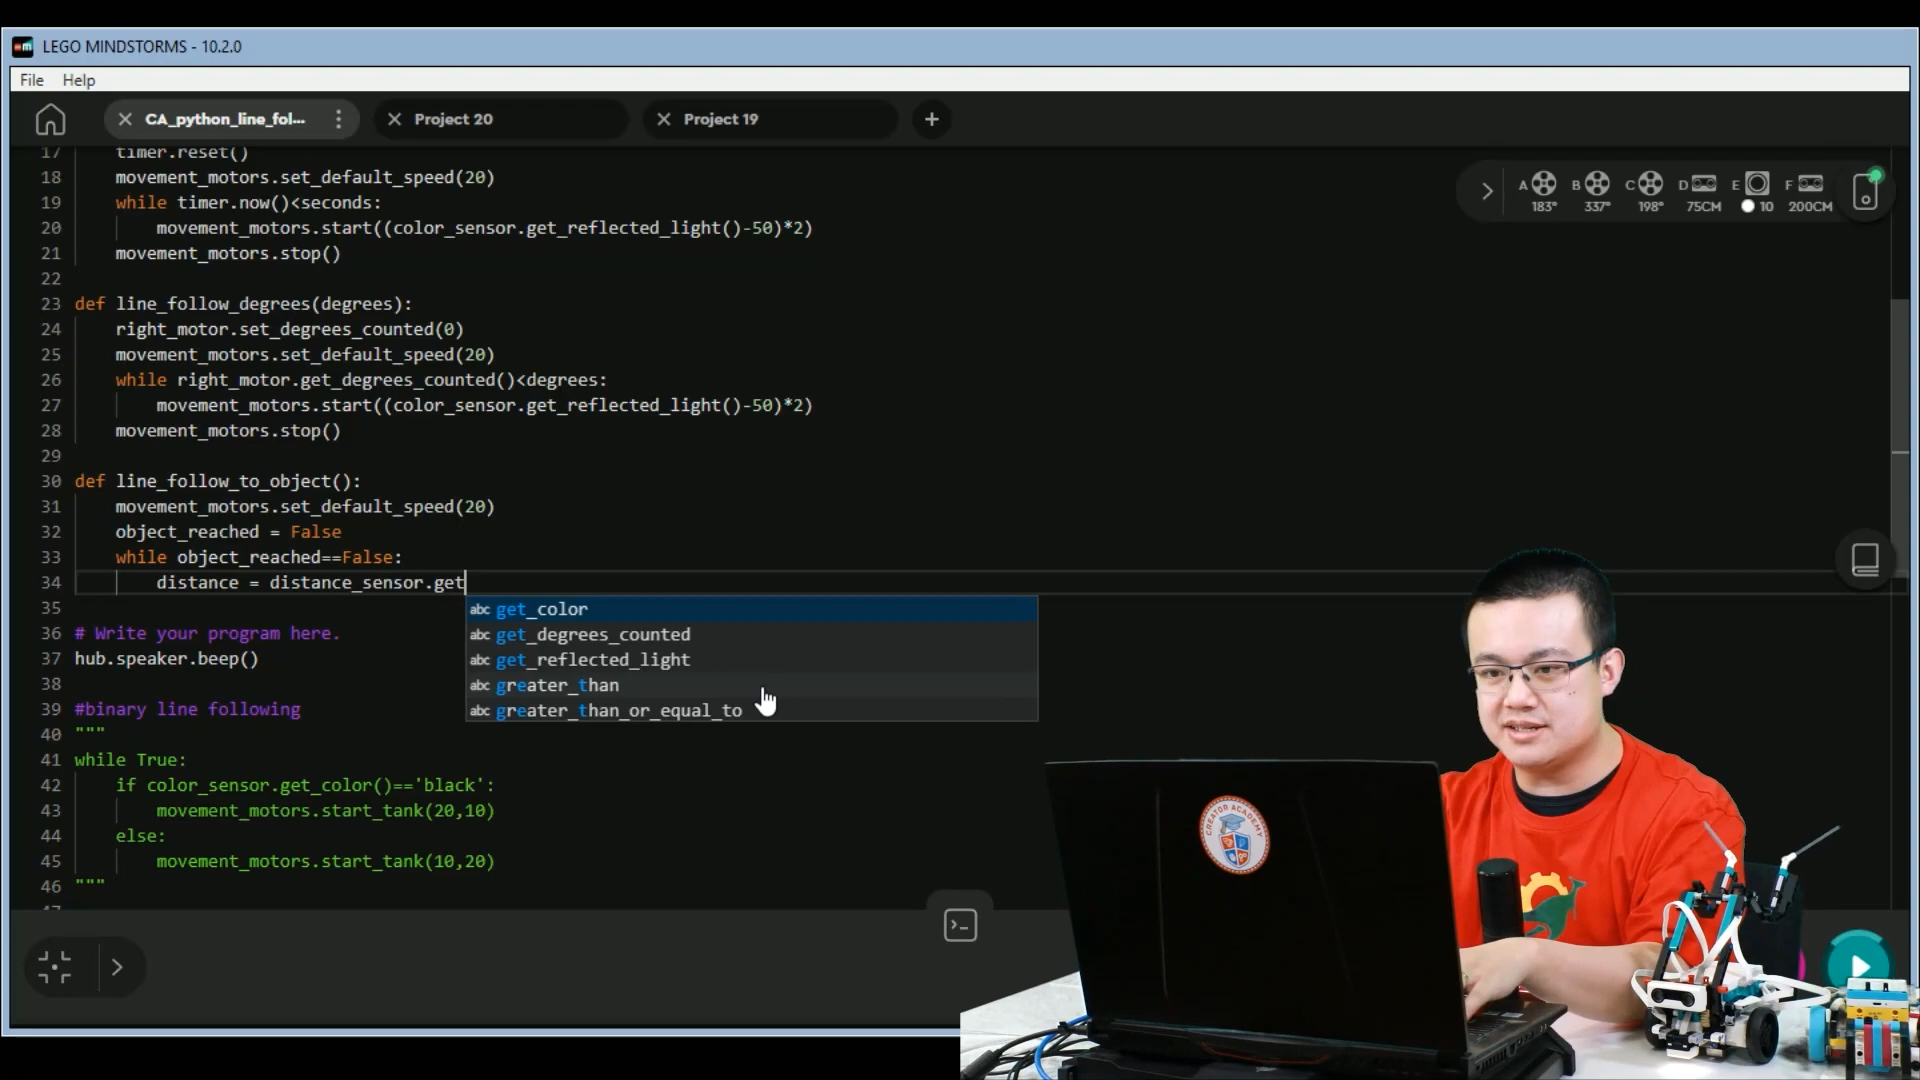 LEGO MINDSTORMS - 10.2.0
File Help
CA_python_line_fol... Project 20 Project 19
17 timer.reset()
18 movement_motors.set_default_speed(20)
19 while timer.now()<seconds:
20 movement_motors.start((color_sensor.get_reflected_light()-50)*2)
21 movement_motors.stop()
22
23 def line_follow_degrees(degrees):
24 right_motor.set_degrees_counted(0)
25 movement_motors.set_default_speed(20)
26 while right_motor.get_degrees_counted()<degrees:
27 movement_motors.start((color_sensor.get_reflected_light()-50)*2)
28 movement_motors.stop()
29
30 def line_follow_to_object():
31 movement_motors.set_default_speed(20)
32 object_reached = False
33 while object_reached==False:
34 distance = distance_sensor.get
35
36 # Write your program here.
37 hub.speaker.beep()
38
39 #binary line following
40 """
41 while True:
42 if color_sensor.get_color()=='black':
43 movement_motors.start_tank(20,10)
44 else:
45 movement_motors.start_tank(10,20)
46 """
abc get_color
abc get_degrees_counted
abc get_reflected_light
abc greater_than
abc greater_than_or_equal_to
A B C D E F
183° 337° 198° 75CM 10 200CM
CREATOR ACADEMY